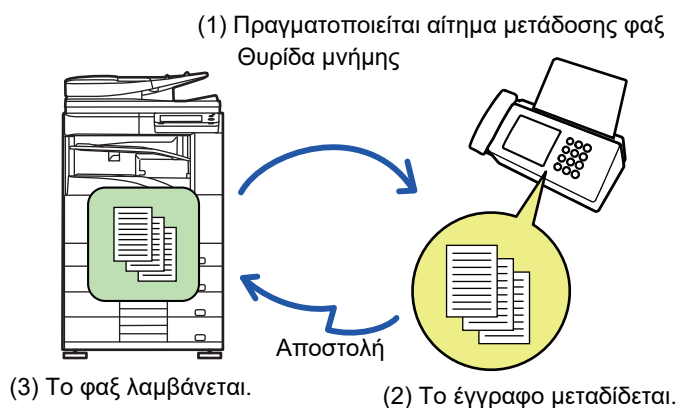 (1) Πραγματοποιείται αίτημα μετάδοσης φαξ
Θυρίδα μνήμης
Αποστολή
(3) Το φαξ λαμβάνεται.
(2) Το έγγραφο μεταδίδεται.